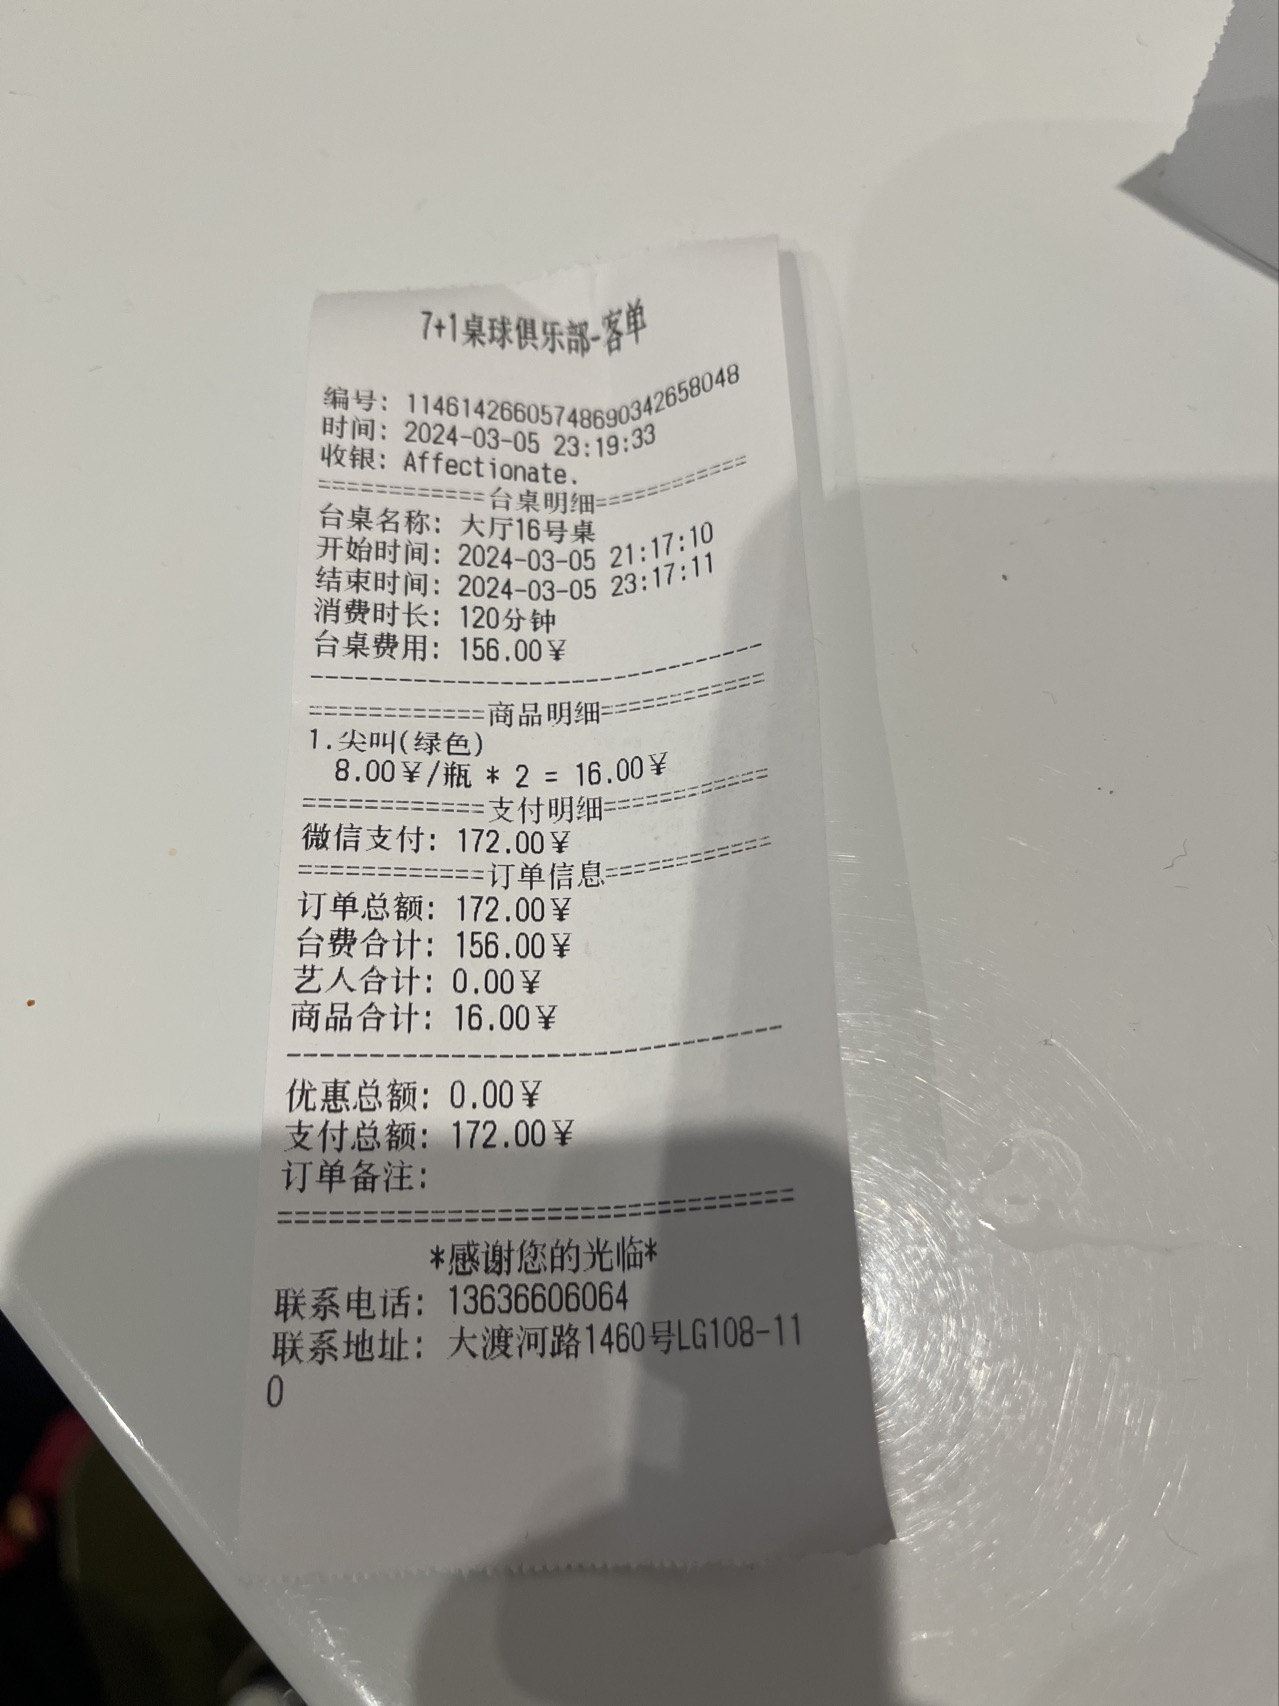 7+1桌球俱乐部-客单
编号: 1146142660574869034​2658048
时间: 2024-03-05 23:19:33
收银: Affectionate.
============台桌明细============
台桌名称: 大厅16号桌
开始时间: 2024-03-05 21:17:10
结束时间: 2024-03-05 23:17:11
消费时长: 120分钟
台桌费用: 156.00¥
--------------------------------
============商品明细============
1.尖叫(绿色)
8.00¥/瓶 * 2 = 16.00¥
============支付明细============
微信支付: 172.00¥
============订单信息============
订单总额: 172.00¥
台费合计: 156.00¥
艺人合计: 0.00¥
商品合计: 16.00¥
--------------------------------
优惠总额: 0.00¥
支付总额: 172.00¥
订单备注:
================================
*感谢您的光临*
联系电话: 13636606064
联系地址: 大渡河路1460号LG108-11
0